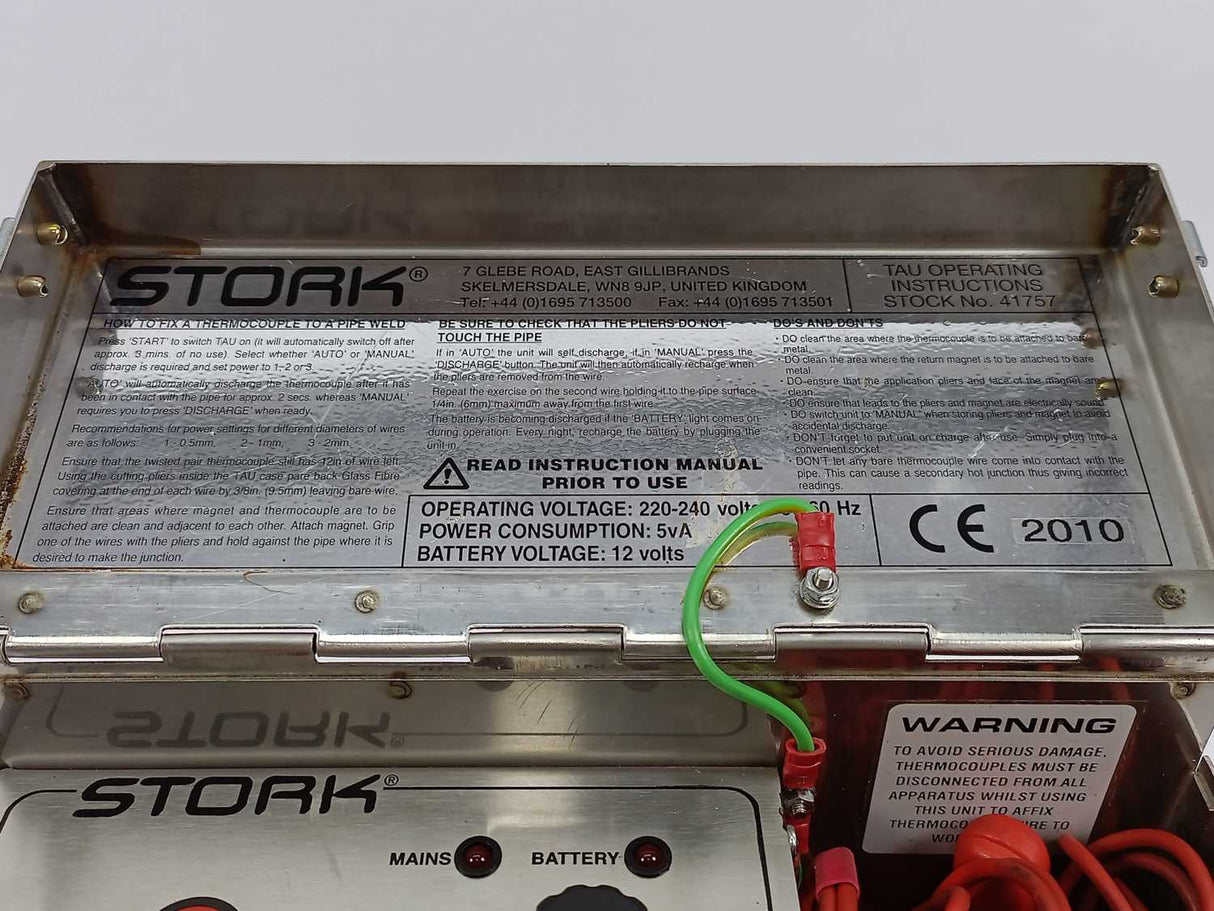 STORK®
7 GLEBE ROAD, EAST GILLIBRANDS
SKELMERSDALE, WN8 9JP, UNITED KINGDOM
Tel: +44 (0)1695 713500 Fax: +44 (0)1695 713501
TAU OPERATING
INSTRUCTIONS
STOCK No. 41757
HOW TO FIX A THERMOCOUPLE TO A PIPE WELD
Press 'START' to switch TAU on (it will automatically switch off after
approx. 3 mins. of no use). Select whether 'AUTO' or 'MANUAL'
discharge is required and set power to 1-2 or 3.
'AUTO' will automatically discharge the thermocouple after it has
been in contact with the pipe for approx. 2 secs. whereas 'MANUAL'
requires you to press 'DISCHARGE' when ready.
Recommendations for power settings for different diameters of wires
are as follows: 1 - 0.5mm, 2 - 1mm, 3 - 2mm.
Ensure that the twisted pair thermocouple still has 12in of wire left.
Using the cutting pliers inside the TAU case pare back Glass Fibre
covering at the end of each wire by 3/8in. (9.5mm) leaving bare wire.
Ensure that areas where magnet and thermocouple are to be
attached are clean and adjacent to each other. Attach magnet. Grip
one of the wires with the pliers and hold against the pipe where it is
desired to make the junction.
BE SURE TO CHECK THAT THE PLIERS DO NOT
TOUCH THE PIPE
If in 'AUTO' the unit will self discharge, if in 'MANUAL' press the
'DISCHARGE' button. The unit will then automatically recharge when
the pliers are removed from the wire.
Repeat the exercise on the second wire holding it to the pipe surface
1/4in. (6mm) maximum away from the first wire.
The battery is becoming discharged if the 'BATTERY' light comes on
during operation. Every night, recharge the battery by plugging the
unit in.
READ INSTRUCTION MANUAL
PRIOR TO USE
DO'S AND DON'TS
· DO clean the area where the thermocouple is to be attached to bare
metal.
· DO clean the area where the return magnet is to be attached to bare
metal.
· DO ensure that the application pliers and face of the magnet are
clean.
· DO ensure that leads to the pliers and magnet are electrically sound.
· DO switch unit to 'MANUAL' when storing pliers and magnet to avoid
accidental discharge.
· DON'T forget to put unit on charge after use. Simply plug into a
convenient socket.
· DON'T let any bare thermocouple wire come into contact with the
pipe. This can cause a secondary hot junction thus giving incorrect
readings.
OPERATING VOLTAGE: 220-240 volts 60 Hz
POWER CONSUMPTION: 5vA
BATTERY VOLTAGE: 12 volts
CE 2010
STORK®
STORK®
MAINS BATTERY
WARNING
TO AVOID SERIOUS DAMAGE,
THERMOCOUPLES MUST BE
DISCONNECTED FROM ALL
APPARATUS WHILST USING
THIS UNIT TO AFFIX
TO